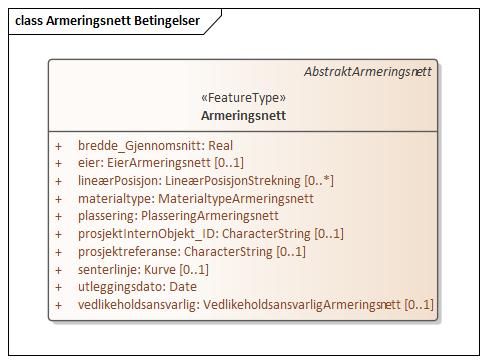 class Armeringsnett Betingelser
AbstraktArmeringsnett
«FeatureType»
Armeringsnett
+ bredde_Gjennomsnitt: Real
+ eier: EierArmeringsnett [0..1]
+ lineærPosisjon: LineærPosisjonStrekning [0..*]
+ materialtype: MaterialtypeArmeringsnett
+ plassering: PlasseringArmeringsnett
+ prosjektInternObjekt_ID: CharacterString [0..1]
+ prosjektreferanse: CharacterString [0..1]
+ senterlinje: Kurve [0..1]
+ utleggingsdato: Date
+ vedlikeholdsansvarlig: VedlikeholdsansvarligArmeringsnett [0..1]